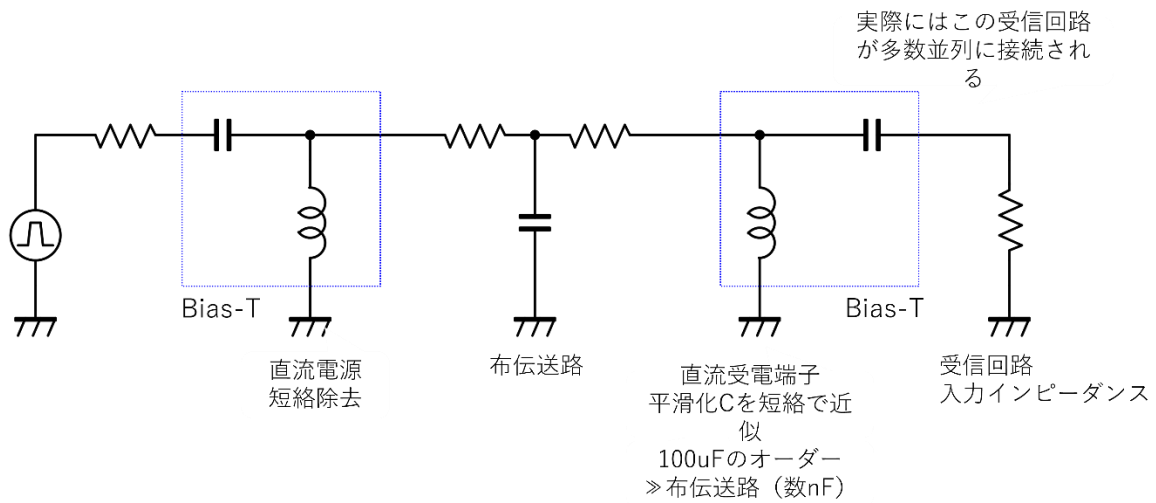 実際にはこの受信回路
が多数並列に接続され
る
Bias-T
Bias-T
直流電源
短絡除去
布伝送路
直流受電端子
平滑化Cを短絡で近
似
100uFのオーダー
≫布伝送路（数nF）
受信回路
入力インピーダンス